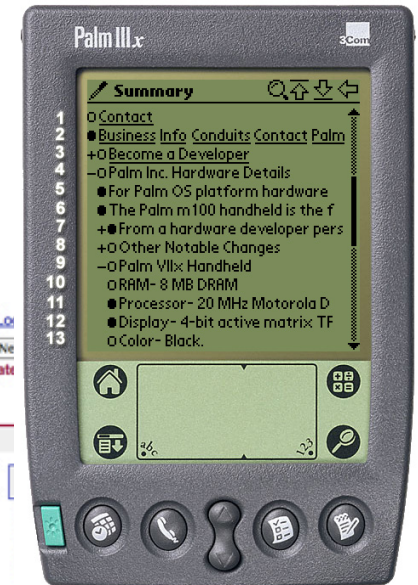 Palm III x
3Com
Summary
1 Contact
2 Business Info Conduits Contact Palm
3 +Become a Developer
4 –Palm Inc. Hardware Details
5 For Palm OS platform hardware
6 The Palm m100 handheld is the f
7 +From a hardware developer pers
8 +Other Notable Changes
9 –Palm VIIx Handheld
10 RAM- 8 MB DRAM
11 Processor- 20 MHz Motorola D
12 Display- 4-bit active matrix TF
13 Color- Black.
abc
123